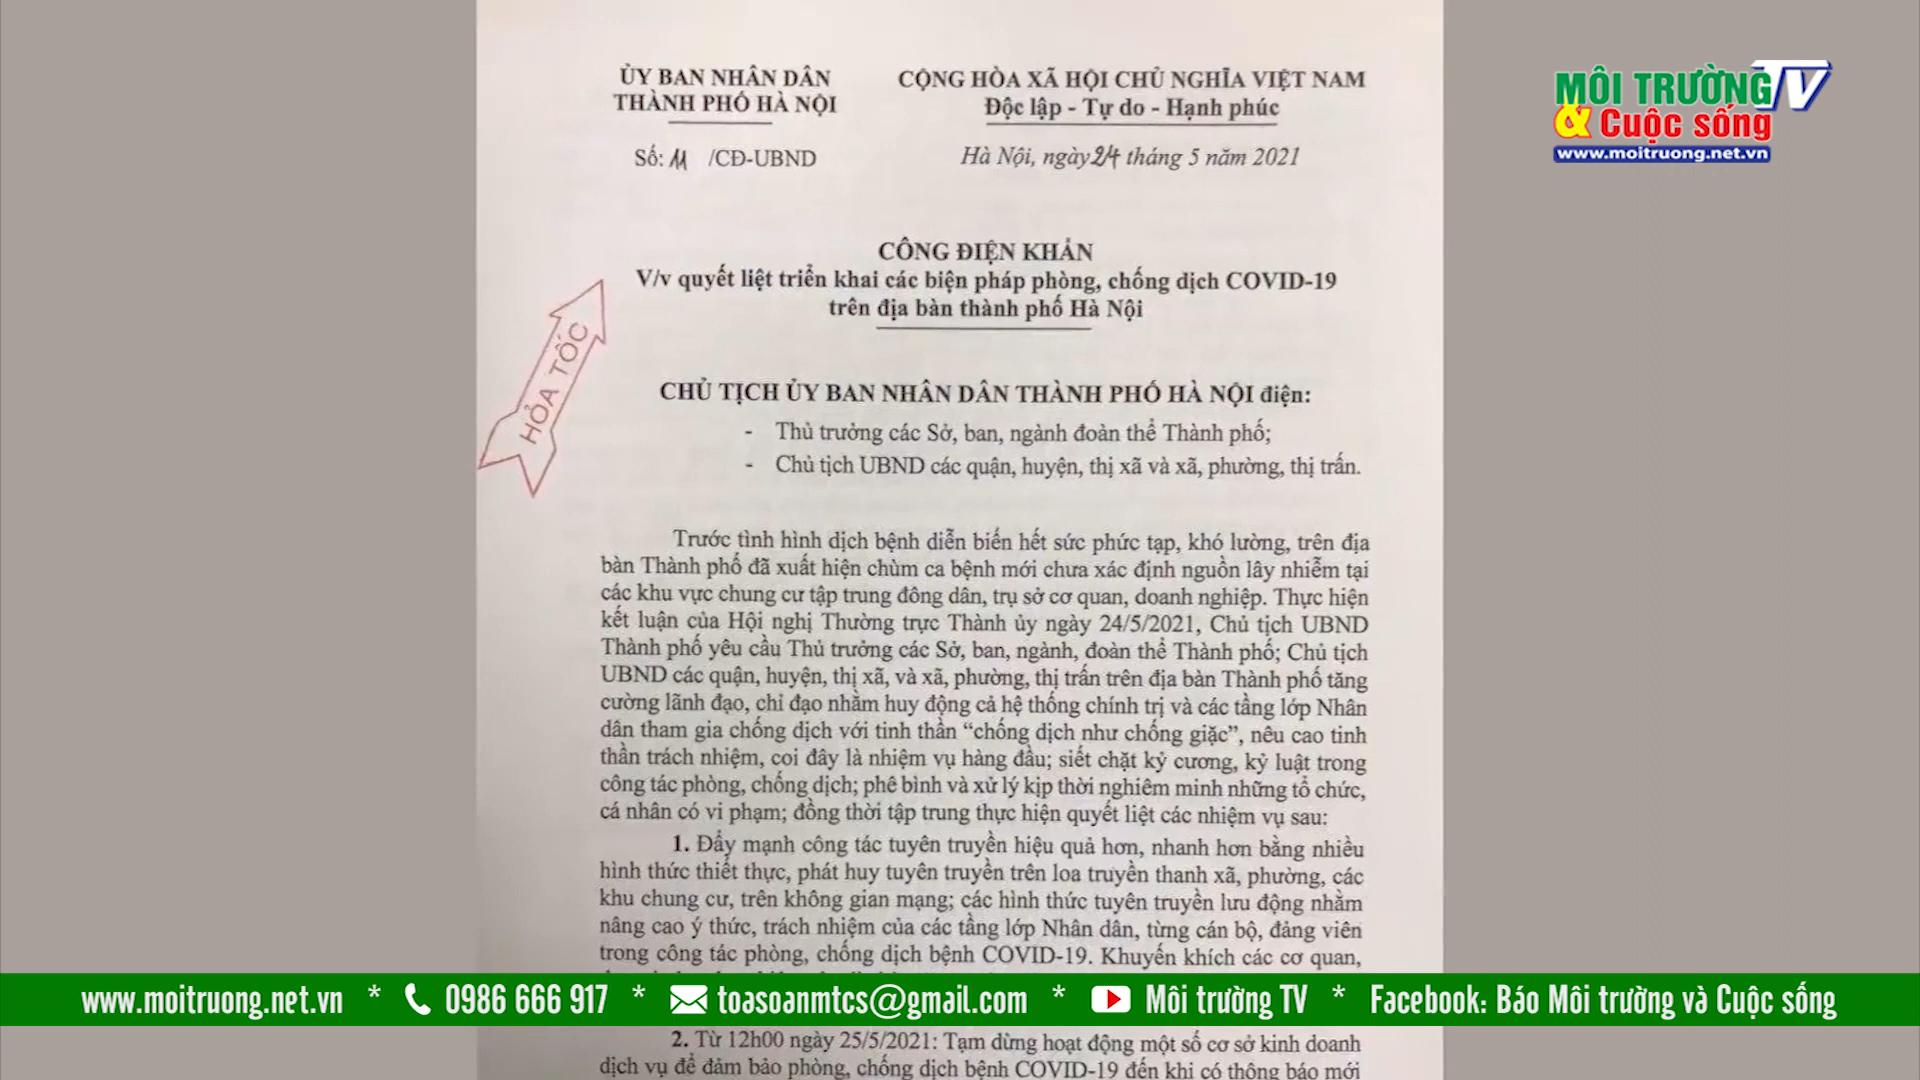 ỦY BAN NHÂN DÂN
THÀNH PHỐ HÀ NỘI
CỘNG HÒA XÃ HỘI CHỦ NGHĨA VIỆT NAM
Độc lập - Tự do - Hạnh phúc
Số: 11 /CĐ-UBND
Hà Nội, ngày 24 tháng 5 năm 2021
MÔI TRƯỜNG TV
& Cuộc sống
www.moitruong.net.vn
CÔNG ĐIỆN KHẨN
V/v quyết liệt triển khai các biện pháp phòng, chống dịch COVID-19
trên địa bàn thành phố Hà Nội
HỎA TỐC
CHỦ TỊCH ỦY BAN NHÂN DÂN THÀNH PHỐ HÀ NỘI điện:
- Thủ trưởng các Sở, ban, ngành đoàn thể Thành phố;
- Chủ tịch UBND các quận, huyện, thị xã và xã, phường, thị trấn.
Trước tình hình dịch bệnh diễn biến hết sức phức tạp, khó lường, trên địa
bàn Thành phố đã xuất hiện chùm ca bệnh mới chưa xác định nguồn lây nhiễm tại
các khu vực chung cư tập trung đông dân, trụ sở cơ quan, doanh nghiệp. Thực hiện
kết luận của Hội nghị Thường trực Thành ủy ngày 24/5/2021, Chủ tịch UBND
Thành phố yêu cầu Thủ trưởng các Sở, ban, ngành, đoàn thể Thành phố; Chủ tịch
UBND các quận, huyện, thị xã, và xã, phường, thị trấn trên địa bàn Thành phố tăng
cường lãnh đạo, chỉ đạo nhằm huy động cả hệ thống chính trị và các tầng lớp Nhân
dân tham gia chống dịch với tinh thần “chống dịch như chống giặc”, nêu cao tinh
thần trách nhiệm, coi đây là nhiệm vụ hàng đầu; siết chặt kỷ cương, kỷ luật trong
công tác phòng, chống dịch; phê bình và xử lý kịp thời nghiêm minh những tổ chức,
cá nhân có vi phạm; đồng thời tập trung thực hiện quyết liệt các nhiệm vụ sau:
1. Đẩy mạnh công tác tuyên truyền hiệu quả hơn, nhanh hơn bằng nhiều
hình thức thiết thực, phát huy tuyên truyền trên loa truyền thanh xã, phường, các
khu chung cư, trên không gian mạng; các hình thức tuyên truyền lưu động nhằm
nâng cao ý thức, trách nhiệm của các tầng lớp Nhân dân, từng cán bộ, đảng viên
trong công tác phòng, chống dịch bệnh COVID-19. Khuyến khích các cơ quan,
www.moitruong.net.vn * 0986 666 917 * toasoanmtcs@gmail.com * Môi trường TV * Facebook: Báo Môi trường và Cuộc sống
2. Từ 12h00 ngày 25/5/2021: Tạm dừng hoạt động một số cơ sở kinh doanh
dịch vụ để đảm bảo phòng, chống dịch bệnh COVID-19 đến khi có thông báo mới